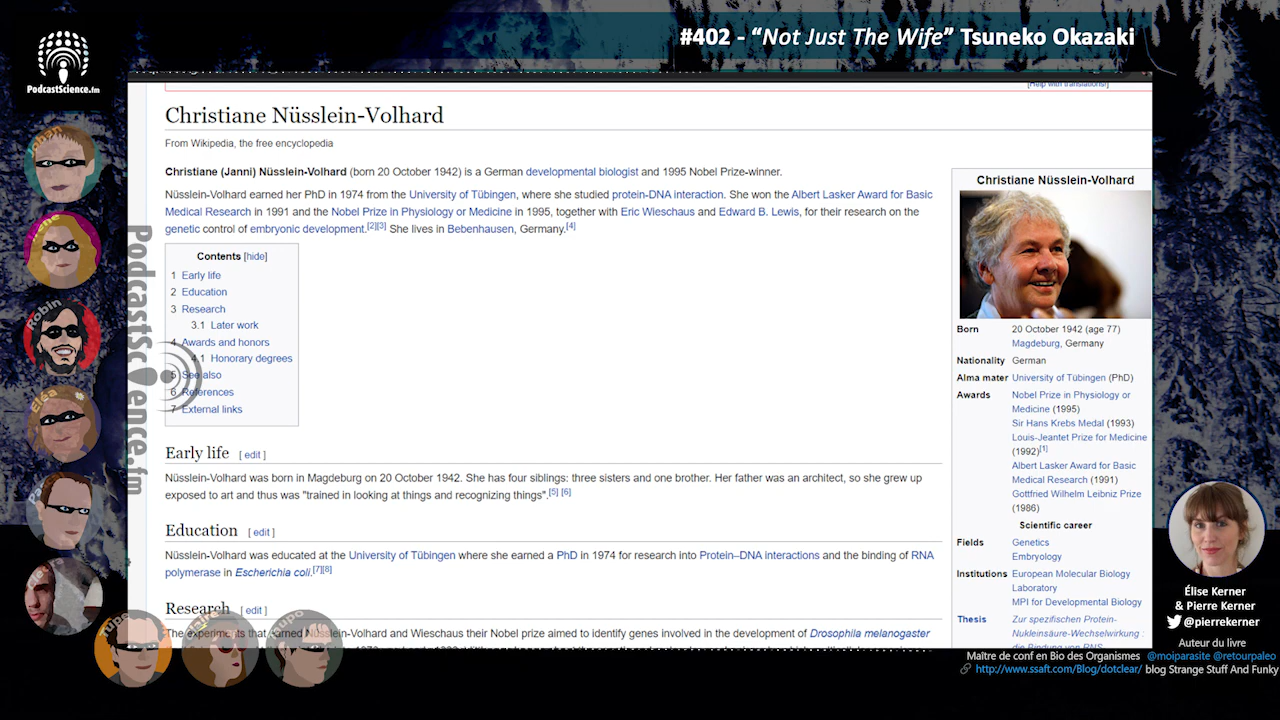 #402 - “Not Just The Wife” Tsuneko Okazaki
PodcastScience.fm
[Help with translations!]
Christiane Nüsslein-Volhard
From Wikipedia, the free encyclopedia
Christiane (Janni) Nüsslein-Volhard (born 20 October 1942) is a German developmental biologist and 1995 Nobel Prize-winner.
Nüsslein-Volhard earned her PhD in 1974 from the University of Tübingen, where she studied protein-DNA interaction. She won the Albert Lasker Award for Basic
Medical Research in 1991 and the Nobel Prize in Physiology or Medicine in 1995, together with Eric Wieschaus and Edward B. Lewis, for their research on the
genetic control of embryonic development.[2][3] She lives in Bebenhausen, Germany.[4]
Contents [hide]
1 Early life
2 Education
3 Research
3.1 Later work
4 Awards and honors
4.1 Honorary degrees
5 See also
6 References
7 External links
Early life [ edit ]
Nüsslein-Volhard was born in Magdeburg on 20 October 1942. She has four siblings: three sisters and one brother. Her father was an architect, so she grew up
exposed to art and thus was "trained in looking at things and recognizing things".[5] [6]
Education [ edit ]
Nüsslein-Volhard was educated at the University of Tübingen where she earned a PhD in 1974 for research into Protein–DNA interactions and the binding of RNA
polymerase in Escherichia coli.[7][8]
Research [ edit ]
The experiments that earned Nüsslein-Volhard and Wieschaus their Nobel prize aimed to identify genes involved in the development of Drosophila melanogaster
Christiane Nüsslein-Volhard
Born 20 October 1942 (age 77)
Magdeburg, Germany
Nationality German
Alma mater University of Tübingen (PhD)
Awards Nobel Prize in Physiology or
Medicine (1995)
Sir Hans Krebs Medal (1993)
Louis-Jeantet Prize for Medicine
(1992)[1]
Albert Lasker Award for Basic
Medical Research (1991)
Gottfried Wilhelm Leibniz Prize
(1986)
Scientific career
Fields Genetics
Embryology
Institutions European Molecular Biology
Laboratory
MPI for Developmental Biology
Thesis Zur spezifischen Protein-
Nukleinsäure-Wechselwirkung :
die Bindung von RNS
Podcastscience.fm
Robin
Eléa
Élise Kerner
& Pierre Kerner
@pierrekerner
Auteur du livre
Maître de conf en Bio des Organismes @moiparasite @retourpaleo
http://www.ssaft.com/Blog/dotclear/ blog Strange Stuff And Funky